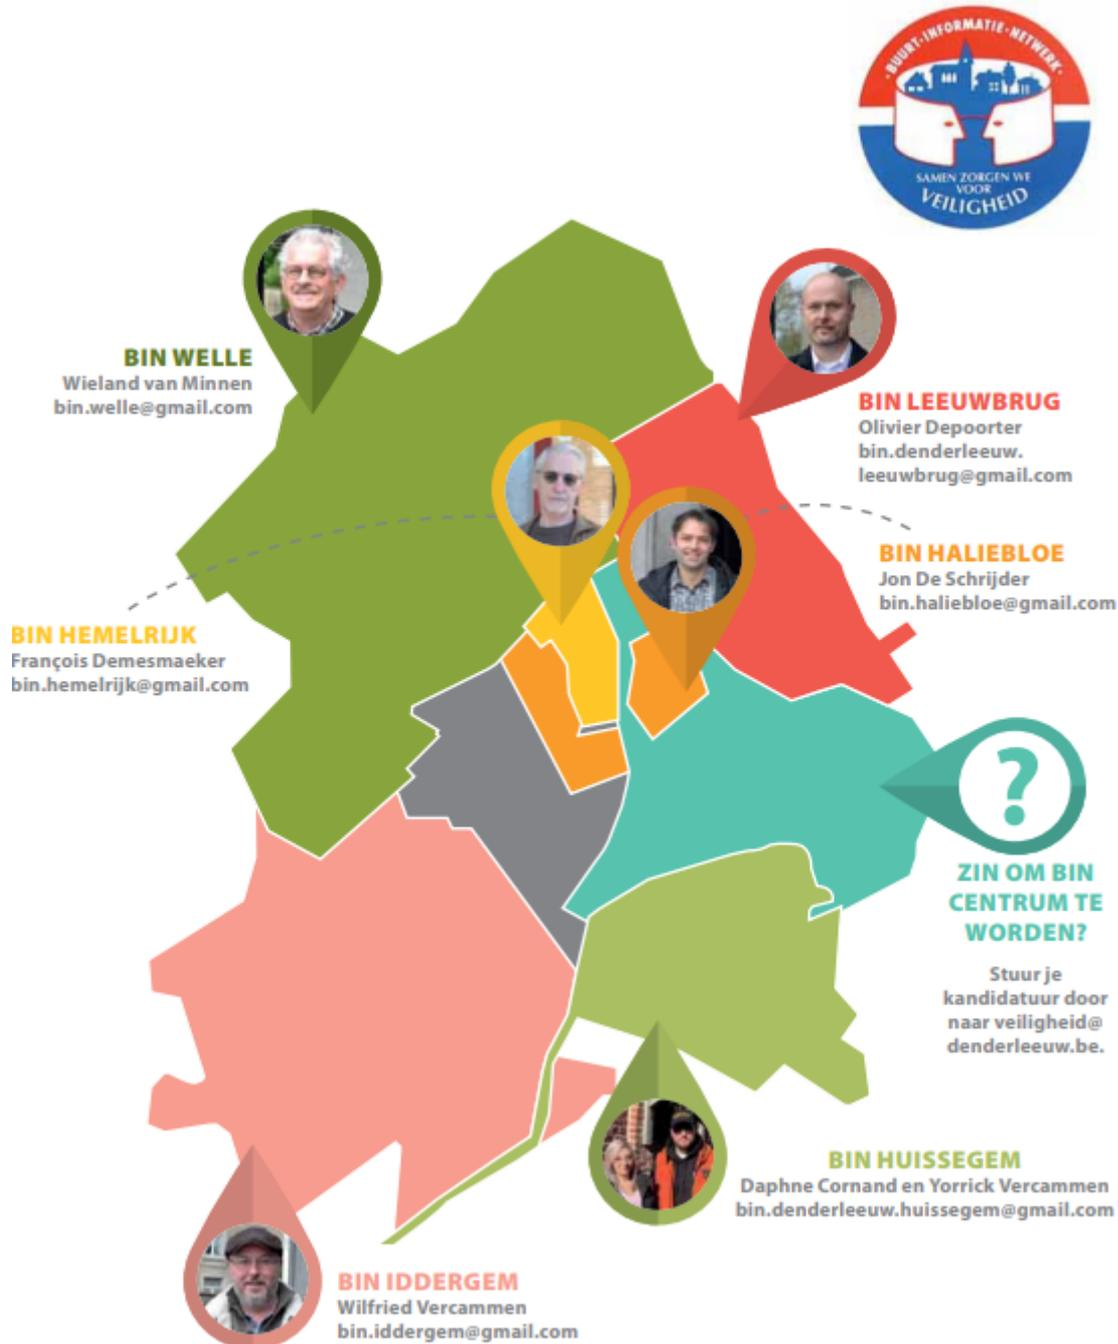 BUURT-INFORMATIE-NETWERK
SAMEN ZORGEN WE
VOOR
VEILIGHEID
BIN WELLE
Wieland van Minnen
bin.welle@gmail.com
BIN LEEUWBRUG
Olivier Depoorter
bin.denderleeuw.
leeuwbrug@gmail.com
BIN HALIEBLOE
Jon De Schrijder
bin.haliebloe@gmail.com
BIN HEMELRIJK
François Demesmaeker
bin.hemelrijk@gmail.com
?
ZIN OM BIN
CENTRUM TE
WORDEN?
Stuur je
kandidatuur door
naar veiligheid@
denderleeuw.be.
BIN HUISSEGEM
Daphne Cornand en Yorrick Vercammen
bin.denderleeuw.huissegem@gmail.com
BIN IDDERGEM
Wilfried Vercammen
bin.iddergem@gmail.com